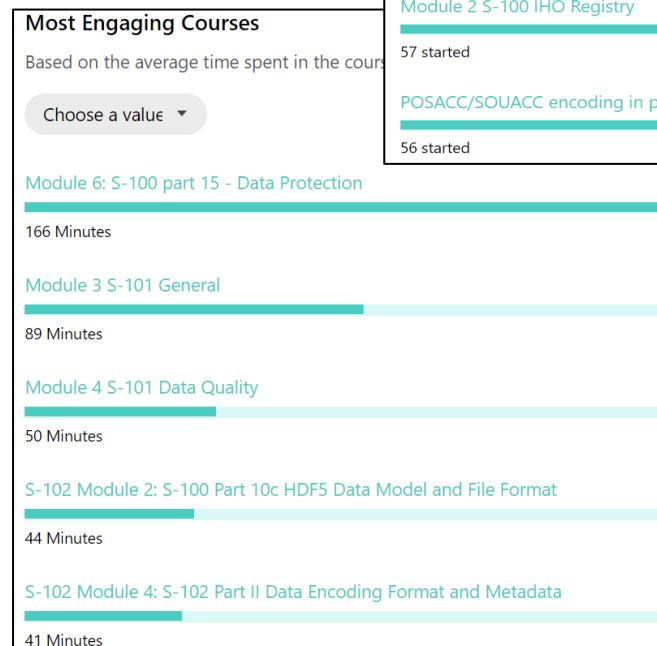 Most Engaging Courses
Based on the average time spent in the cours
Choose a value
Module 6: S-100 part 15 - Data Protection
166 Minutes
Module 3 S-101 General
89 Minutes
Module 4 S-101 Data Quality
50 Minutes
S-102 Module 2: S-100 Part 10c HDF5 Data Model and File Format
44 Minutes
S-102 Module 4: S-102 Part II Data Encoding Format and Metadata
41 Minutes
Module 2 S-100 IHO Registry
57 started
POSACC/SOUACC encoding in p
56 started